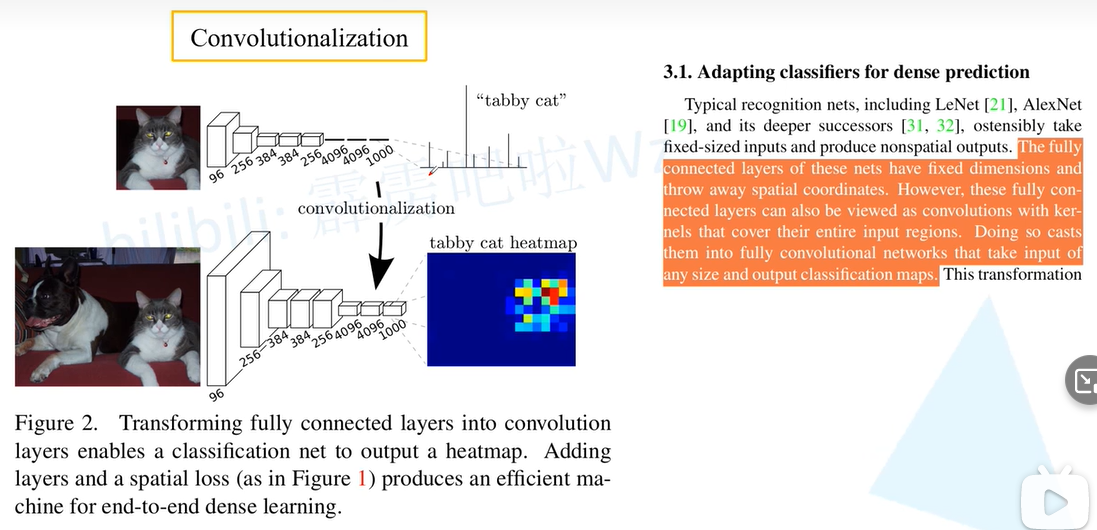 Convolutionalization
“tabby cat”
96
256
384
384
256
4096
4096
1000
convolutionalization
tabby cat heatmap
96
256
384
384
256
4096
4096
1000
Figure 2. Transforming fully connected layers into convolution
layers enables a classification net to output a heatmap. Adding
layers and a spatial loss (as in Figure 1) produces an efficient ma-
chine for end-to-end dense learning.
3.1. Adapting classifiers for dense prediction
Typical recognition nets, including LeNet [21], AlexNet
[19], and its deeper successors [31, 32], ostensibly take
fixed-sized inputs and produce nonspatial outputs. The fully
connected layers of these nets have fixed dimensions and
throw away spatial coordinates. However, these fully con-
nected layers can also be viewed as convolutions with ker-
nels that cover their entire input regions. Doing so casts
them into fully convolutional networks that take input of
any size and output classification maps. This transformation
bilibili: 霹雳吧啦Wz